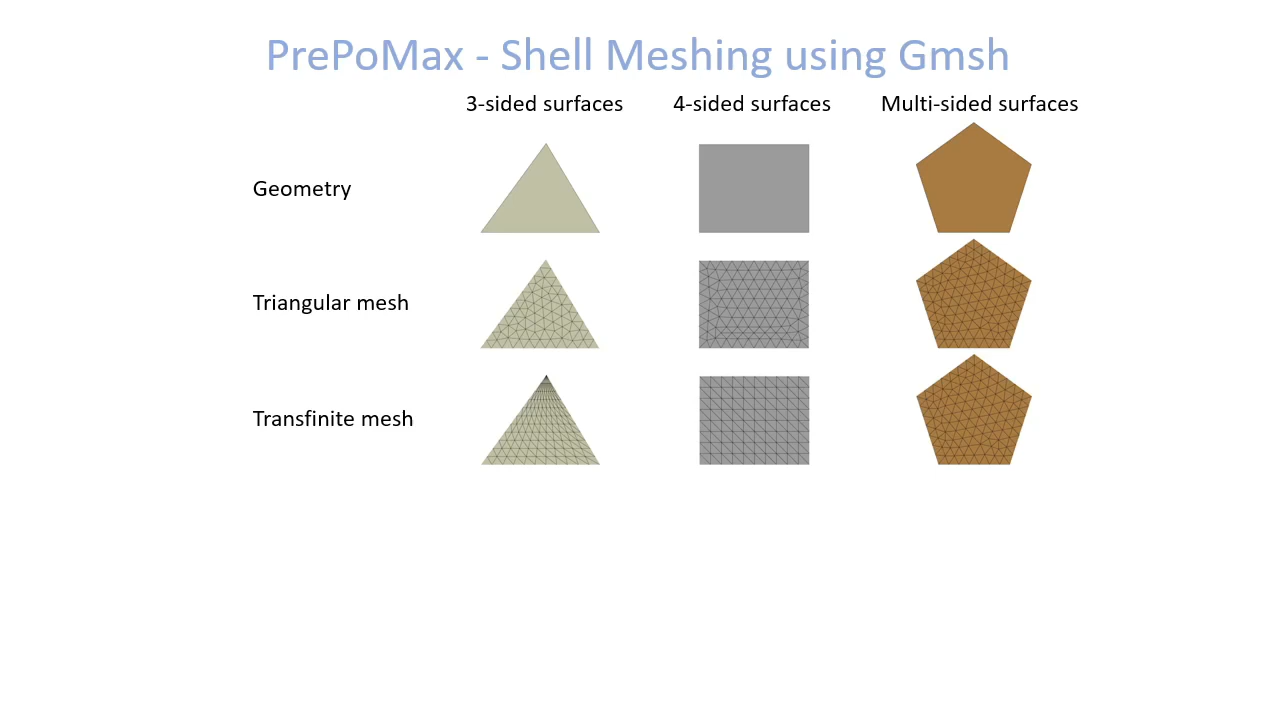 PrePoMax - Shell Meshing using Gmsh
3-sided surfaces 4-sided surfaces Multi-sided surfaces
Geometry
Triangular mesh
Transfinite mesh